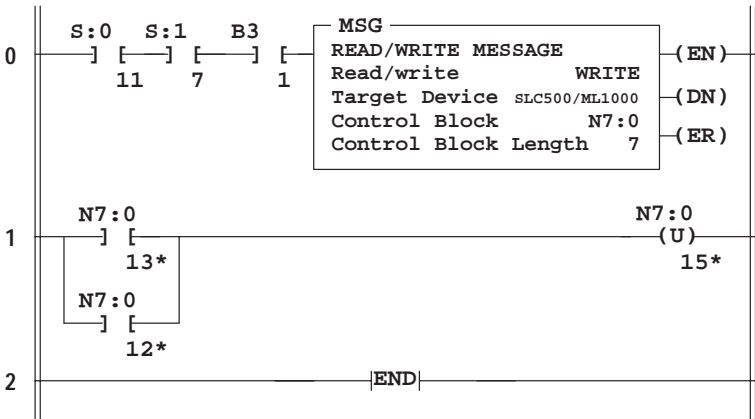 S:0 S:1 B3
0 ] [ ] [ ] [
11 7 1
MSG
READ/WRITE MESSAGE (EN)
Read/write WRITE
Target Device SLC500/ML1000 (DN)
Control Block N7:0
Control Block Length 7 (ER)
N7:0 N7:0
1 ] [ (U)
13* 15*
N7:0
] [
12*
2 |END|